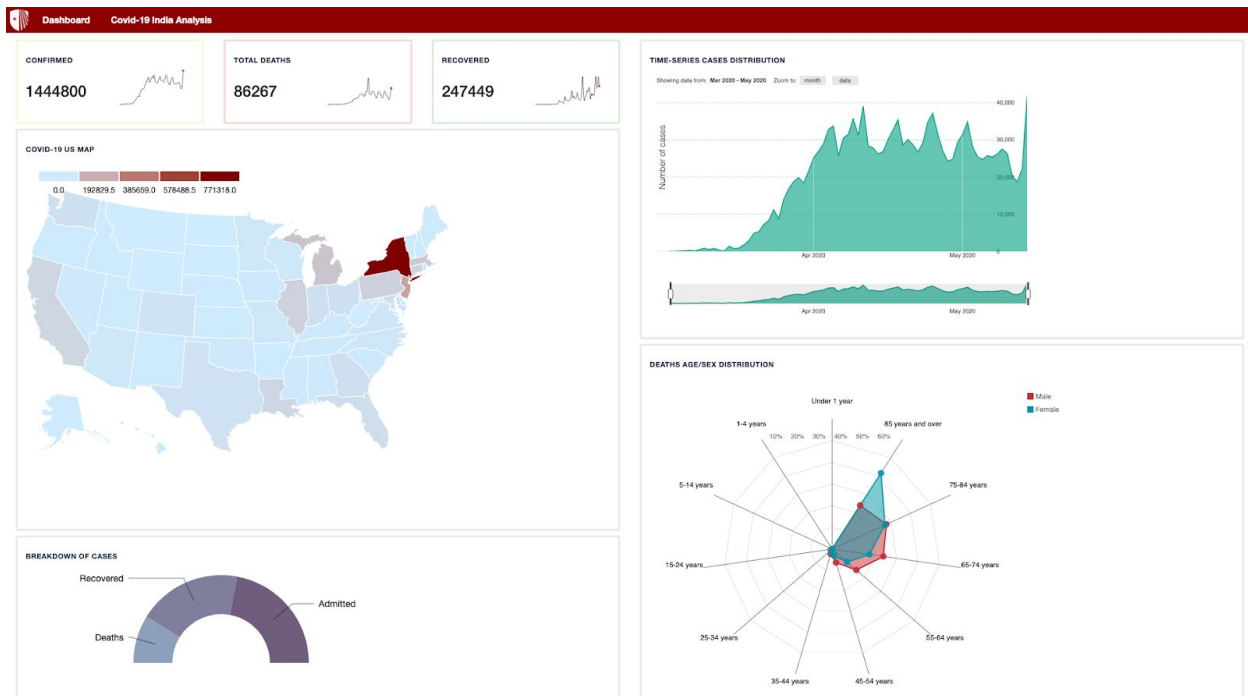 Dashboard Covid-19 India Analysis
CONFIRMED
1444800
TOTAL DEATHS
86267
RECOVERED
247449
COVID-19 US MAP
0.0 192829.5 385659.0 578488.5 771318.0
BREAKDOWN OF CASES
Recovered
Admitted
Deaths
TIME-SERIES CASES DISTRIBUTION
Showing data from: Mar 2020 - May 2020 Zoom to: month data
Number of cases
40,000
30,000
20,000
10,000
0
Apr 2020 May 2020
Apr 2020 May 2020
DEATHS AGE/SEX DISTRIBUTION
Male
Female
Under 1 year
1-4 years
85 years and over
10% 20% 30% 40% 50% 60%
5-14 years
75-84 years
15-24 years
65-74 years
25-34 years
55-64 years
35-44 years
45-54 years